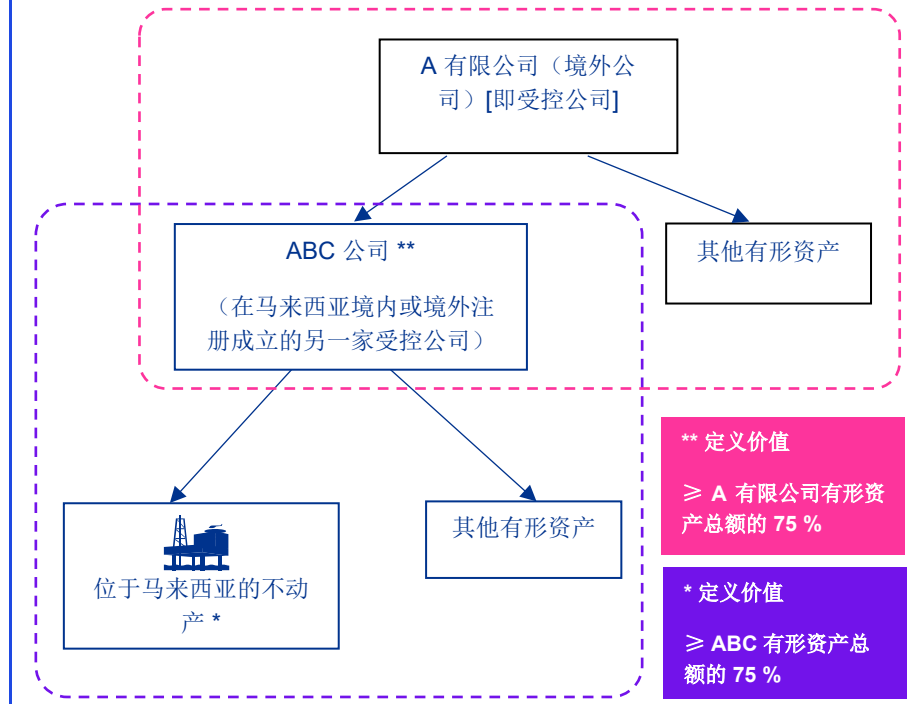 A 有限公司（境外公
司）[即受控公司]
ABC 公司 **
（在马来西亚境内或境外注
册成立的另一家受控公司）
其他有形资产
位于马来西亚的不动
产 *
其他有形资产
** 定义价值
≥ A 有限公司有形资
产总额的 75 %
* 定义价值
≥ ABC 有形资产总
额的 75 %